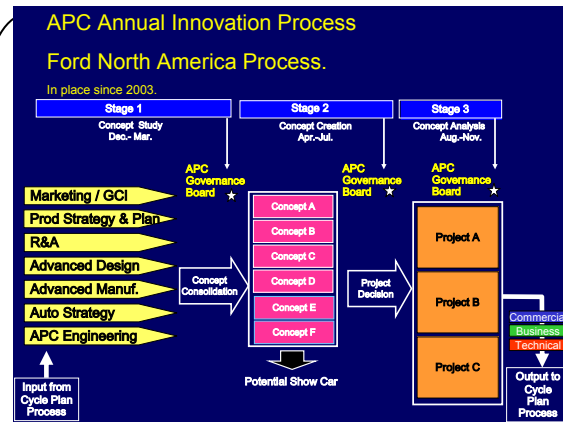 APC Annual Innovation Process
Ford North America Process.
In place since 2003.
Stage 1
Concept Study
Dec.- Mar.
Stage 2
Concept Creation
Apr.-Jul.
Stage 3
Concept Analysis
Aug.-Nov.
APC
Governance
Board
APC
Governance
Board
APC
Governance
Board
Marketing / GCI
Prod Strategy & Plan
R&A
Advanced Design
Advanced Manuf.
Auto Strategy
APC Engineering
Input from
Cycle Plan
Process
Concept
Consolidation
Concept A
Concept B
Concept C
Concept D
Concept E
Concept F
Potential Show Car
Project
Decision
Project A
Project B
Project C
Commercial
Business
Technical
Output to
Cycle
Plan
Process